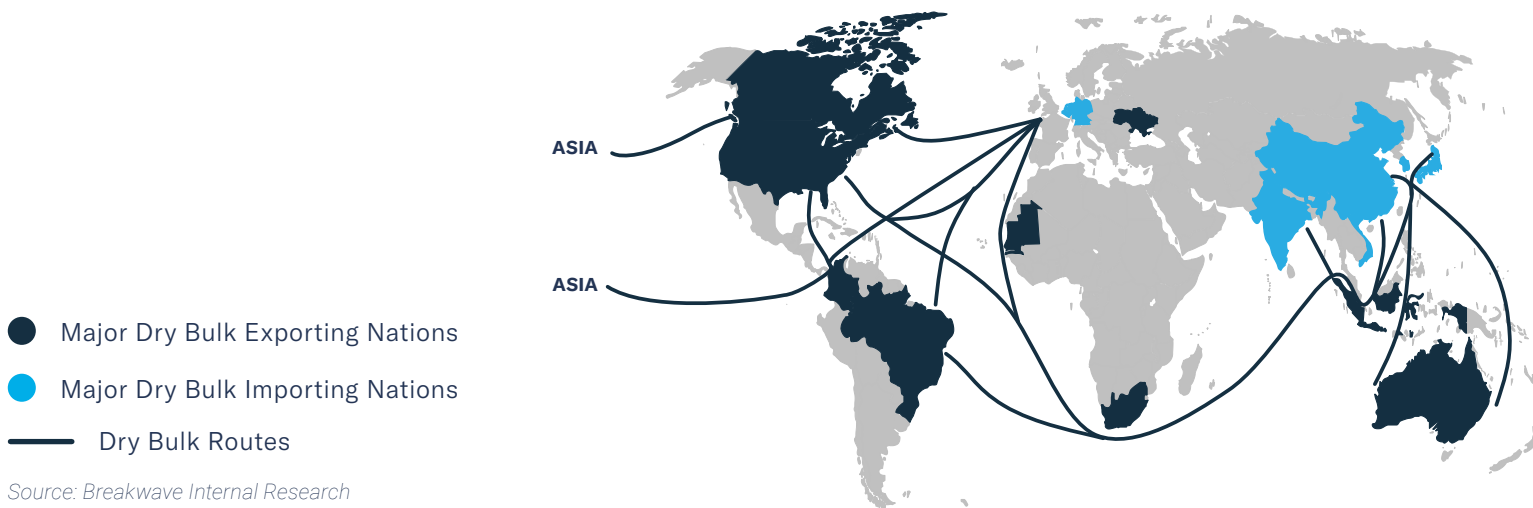 ASIA
ASIA
Major Dry Bulk Exporting Nations
Major Dry Bulk Importing Nations
Dry Bulk Routes
Source: Breakwave Internal Research